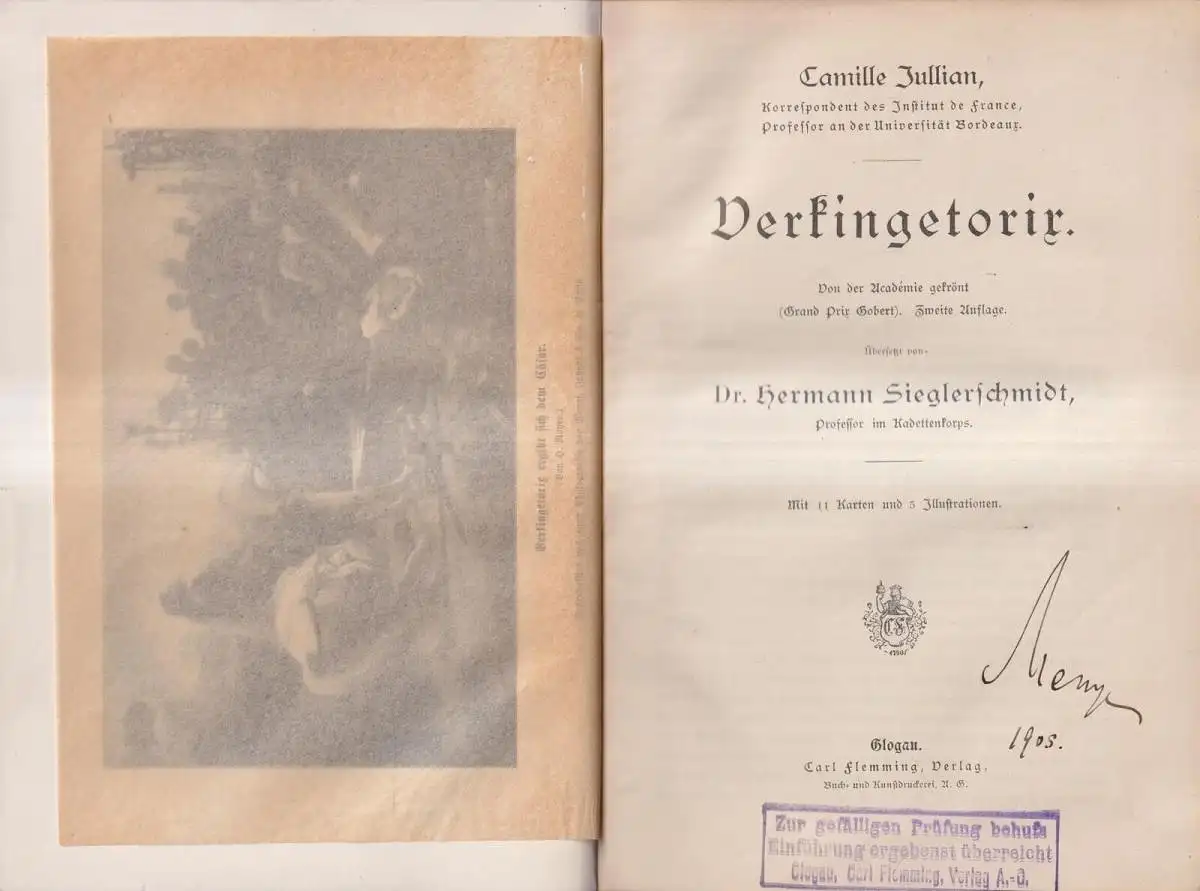 Verkingetorix ergibt sich dem Cäsar.
Camille Jullian,
Korrespondent des Institut de France,
Professor an der Universität Bordeaux.
Verkingetorix.
Von der Académie gekrönt
(Grand Prix Gobert). Zweite Auflage.
Übersetzt von
Dr. Hermann Sieglerschmidt,
Professor im Kadettenkorps.
Mit 11 Karten und 5 Illustrationen.
CF
1790
Menge
1905.
Glogau.
Carl Flemming, Verlag,
Buch- und Kunstdruckerei, A. G.
Zur gefälligen Prüfung behufs
Einführung ergebenst überreicht
Glogau, Carl Flemming, Verlag A.-G.